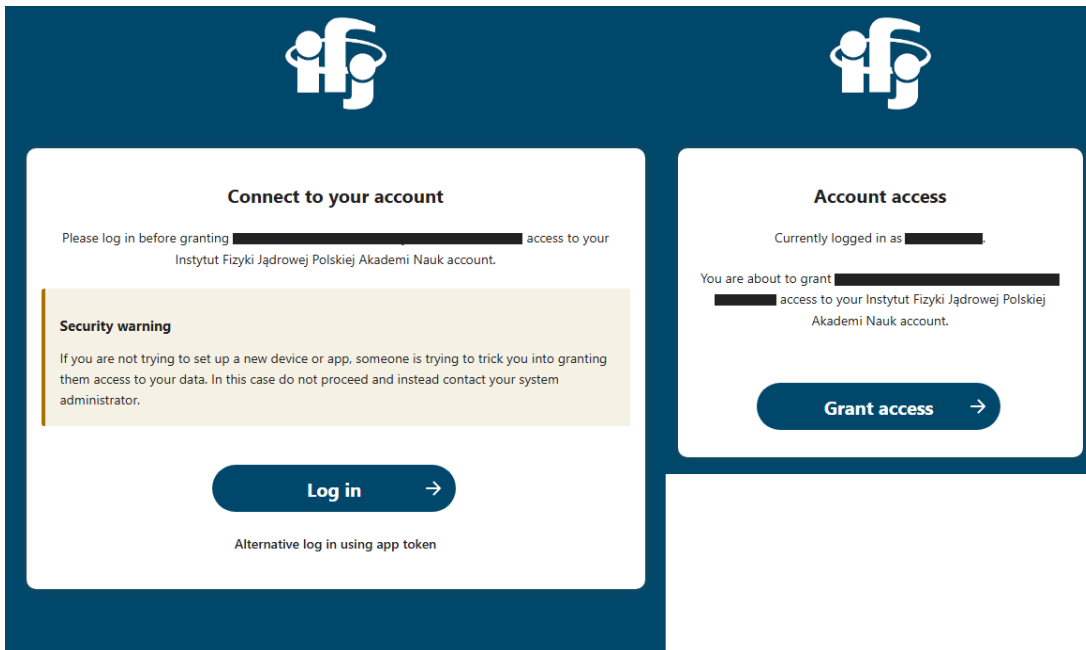 ifj
Connect to your account
Please log in before granting access to your
Instytut Fizyki Jądrowej Polskiej Akademi Nauk account.
Security warning
If you are not trying to set up a new device or app, someone is trying to trick you into granting
them access to your data. In this case do not proceed and instead contact your system
administrator.
Log in
Alternative log in using app token
ifj
Account access
Currently logged in as .
You are about to grant
access to your Instytut Fizyki Jądrowej Polskiej
Akademi Nauk account.
Grant access